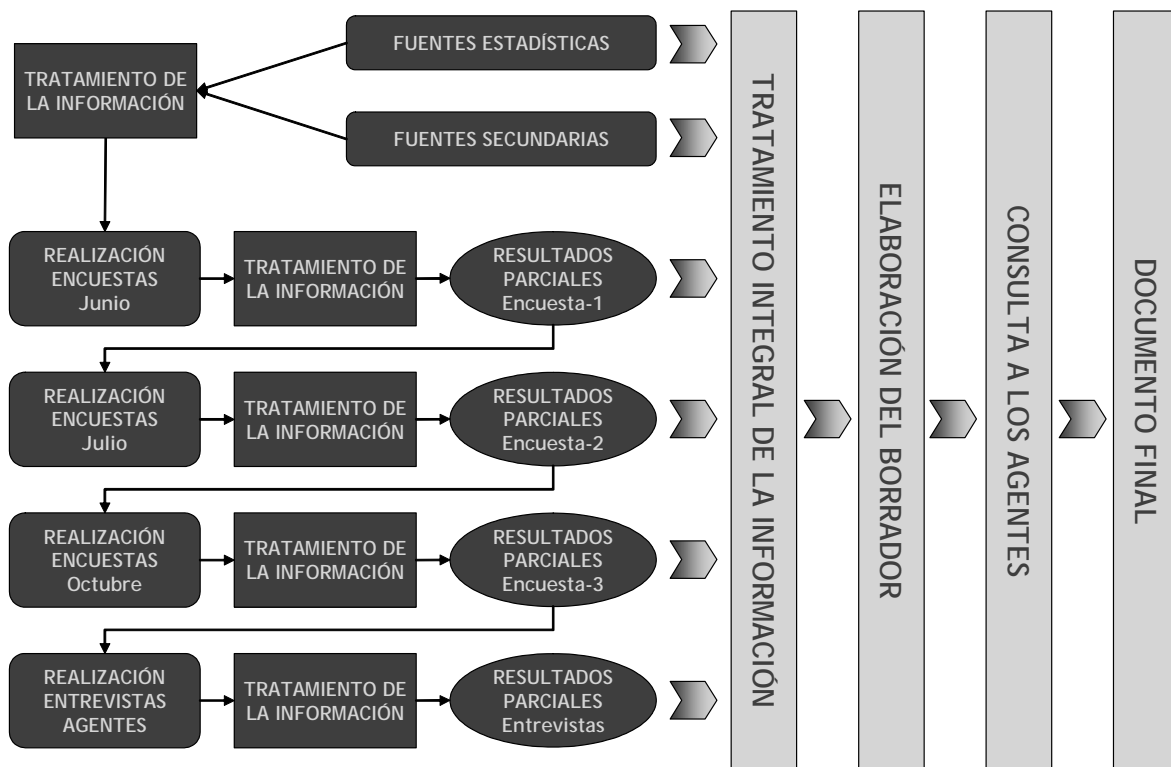 FUENTES ESTADÍSTICAS
TRATAMIENTO DE
LA INFORMACIÓN
FUENTES SECUNDARIAS
REALIZACIÓN
ENCUESTAS
Junio
TRATAMIENTO DE
LA INFORMACIÓN
RESULTADOS
PARCIALES
Encuesta-1
REALIZACIÓN
ENCUESTAS
Julio
TRATAMIENTO DE
LA INFORMACIÓN
RESULTADOS
PARCIALES
Encuesta-2
REALIZACIÓN
ENCUESTAS
Octubre
TRATAMIENTO DE
LA INFORMACIÓN
RESULTADOS
PARCIALES
Encuesta-3
REALIZACIÓN
ENTREVISTAS
AGENTES
TRATAMIENTO DE
LA INFORMACIÓN
RESULTADOS
PARCIALES
Entrevistas
TRATAMIENTO INTEGRAL DE LA INFORMACIÓN
ELABORACIÓN DEL BORRADOR
CONSULTA A LOS AGENTES
DOCUMENTO FINAL